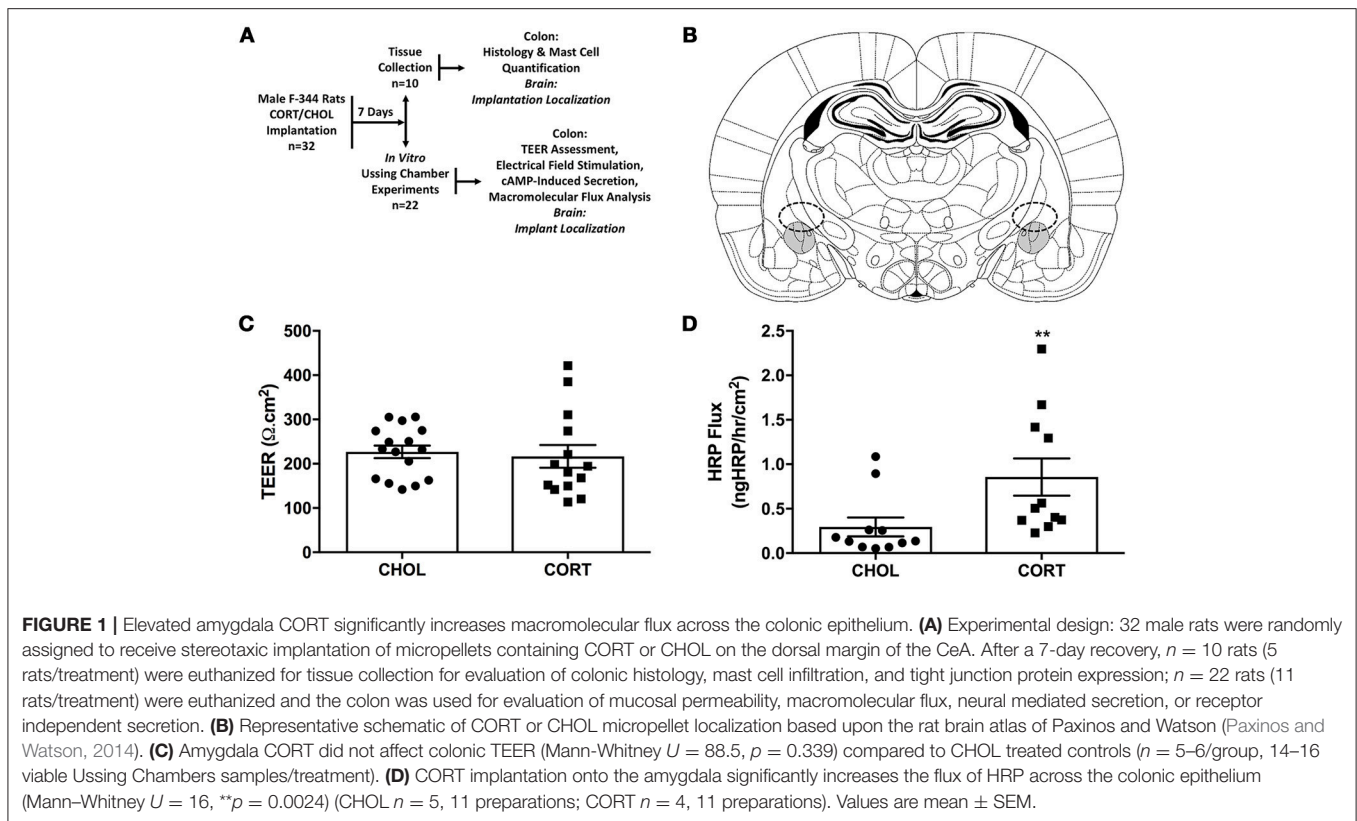 A
Male F-344 Rats
CORT/CHOL
Implantation
n=32
7 Days
Tissue
Collection
n=10
Colon:
Histology & Mast Cell
Quantification
Brain:
Implantation Localization
In Vitro
Ussing Chamber
Experiments
n=22
Colon:
TEER Assessment,
Electrical Field Stimulation,
cAMP-Induced Secretion,
Macromolecular Flux Analysis
Brain:
Implant Localization
B
C
TEER (Ω.cm²)
500
400
300
200
100
0
CHOL
CORT
D
HRP Flux
(ngHRP/hr/cm²)
2.5
2.0
1.5
1.0
0.5
0.0
**
CHOL
CORT
FIGURE 1 | Elevated amygdala CORT significantly increases macromolecular flux across the colonic epithelium. (A) Experimental design: 32 male rats were randomly
assigned to receive stereotaxic implantation of micropellets containing CORT or CHOL on the dorsal margin of the CeA. After a 7-day recovery, n = 10 rats (5
rats/treatment) were euthanized for tissue collection for evaluation of colonic histology, mast cell infiltration, and tight junction protein expression; n = 22 rats (11
rats/treatment) were euthanized and the colon was used for evaluation of mucosal permeability, macromolecular flux, neural mediated secretion, or receptor
independent secretion. (B) Representative schematic of CORT or CHOL micropellet localization based upon the rat brain atlas of Paxinos and Watson (Paxinos and
Watson, 2014). (C) Amygdala CORT did not affect colonic TEER (Mann-Whitney U = 88.5, p = 0.339) compared to CHOL treated controls (n = 5–6/group, 14–16
viable Ussing Chambers samples/treatment). (D) CORT implantation onto the amygdala significantly increases the flux of HRP across the colonic epithelium
(Mann–Whitney U = 16, **p = 0.0024) (CHOL n = 5, 11 preparations; CORT n = 4, 11 preparations). Values are mean ± SEM.